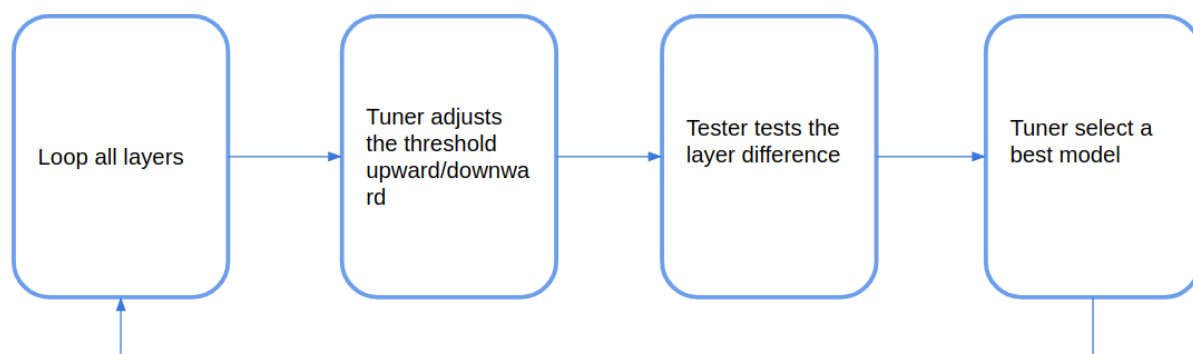 Loop all layers
Tuner adjusts
the threshold
upward/downwa
rd
Tester tests the
layer difference
Tuner select a
best model